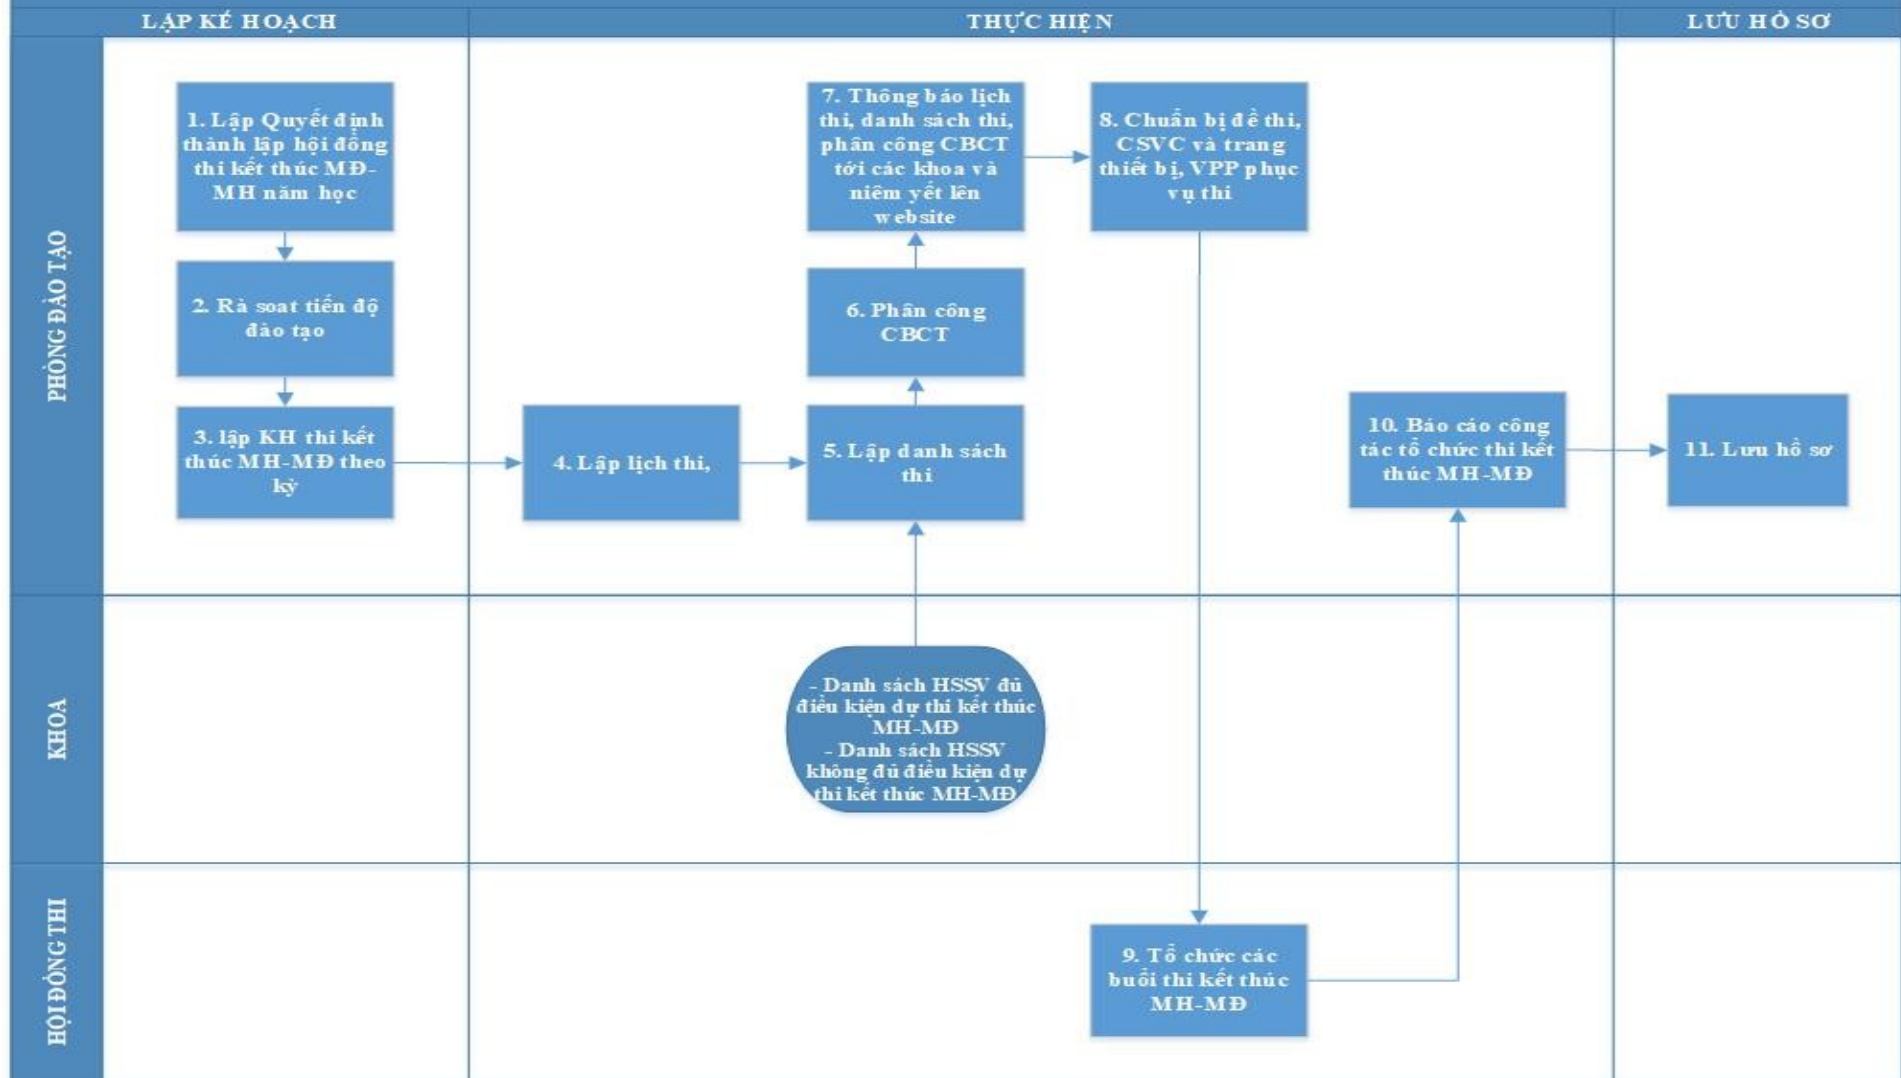 LẬP KẾ HOẠCH
THỰC HIỆN
LƯU HỒ SƠ
PHÒNG ĐÀO TẠO
1. Lập Quyết định
thành lập hội đồng
thi kết thúc MĐ-
MH năm học
2. Rà soat tiến độ
đào tạo
3. lập KH thi kết
thúc MH-MĐ theo
kỳ
4. Lập lịch thi,
5. Lập danh sách
thi
6. Phân công
CBCT
7. Thông báo lịch
thi, danh sách thi,
phân công CBCT
tới các khoa và
niêm yết lên
website
8. Chuẩn bị đề thi,
CSVC và trang
thiết bị, VPP phục
vụ thi
10. Báo cáo công
tác tổ chức thi kết
thúc MH-MĐ
11. Lưu hồ sơ
KHOA
- Danh sách HSSV đủ
điều kiện dự thi kết thúc
MH-MĐ
- Danh sách HSSV
không đủ điều kiện dự
thi kết thúc MH-MĐ
HỘI ĐỒNG THI
9. Tổ chức các
buổi thi kết thúc
MH-MĐ